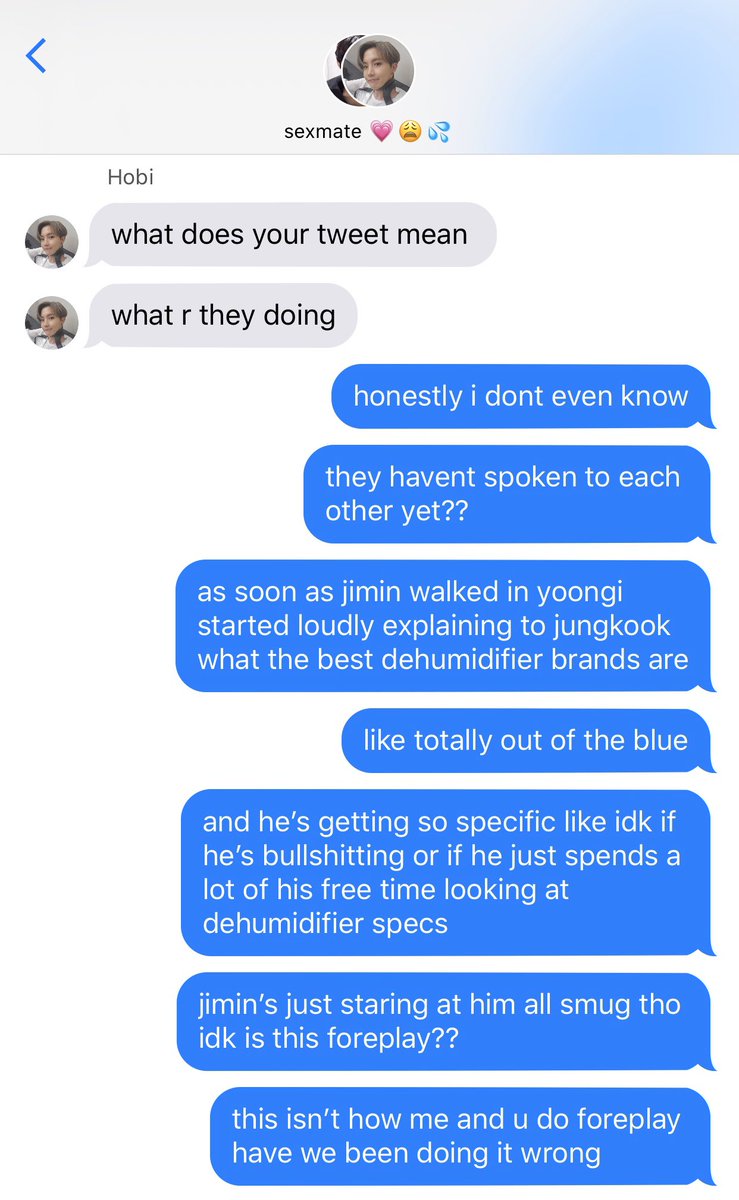 sexmate 💗😩💦
Hobi
what does your tweet mean
what r they doing
honestly i dont even know
they havent spoken to each
other yet??
as soon as jimin walked in yoongi
started loudly explaining to jungkook
what the best dehumidifier brands are
like totally out of the blue
and he’s getting so specific like idk if
he’s bullshitting or if he just spends a
lot of his free time looking at
dehumidifier specs
jimin’s just staring at him all smug tho
idk is this foreplay??
this isn’t how me and u do foreplay
have we been doing it wrong